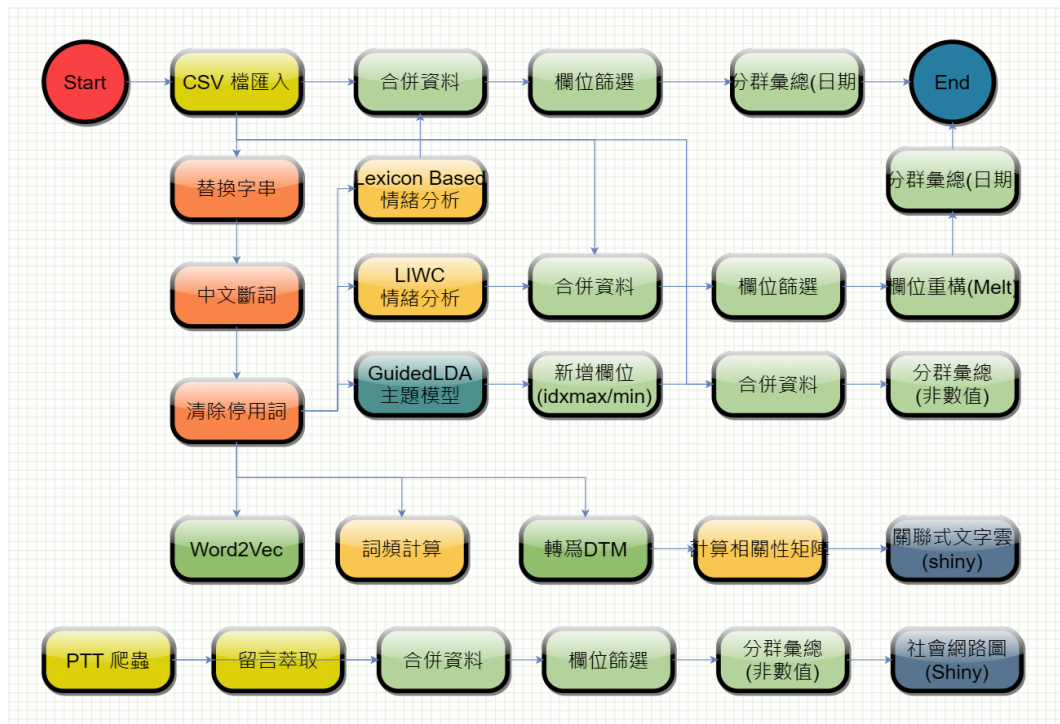 Start
CSV 檔匯入
合併資料
欄位篩選
分群彙總(日期
End
替換字串
Lexicon Based
情緒分析
分群彙總(日期
中文斷詞
LIWC
情緒分析
合併資料
欄位篩選
欄位重構(Melt)
清除停用詞
GuidedLDA
主題模型
新增欄位
(idxmax/min)
合併資料
分群彙總
(非數值)
Word2Vec
詞頻計算
轉爲DTM
計算相關性矩陣
關聯式文字雲
(shiny)
PTT 爬蟲
留言萃取
合併資料
欄位篩選
分群彙總
(非數值)
社會網路圖
(Shiny)